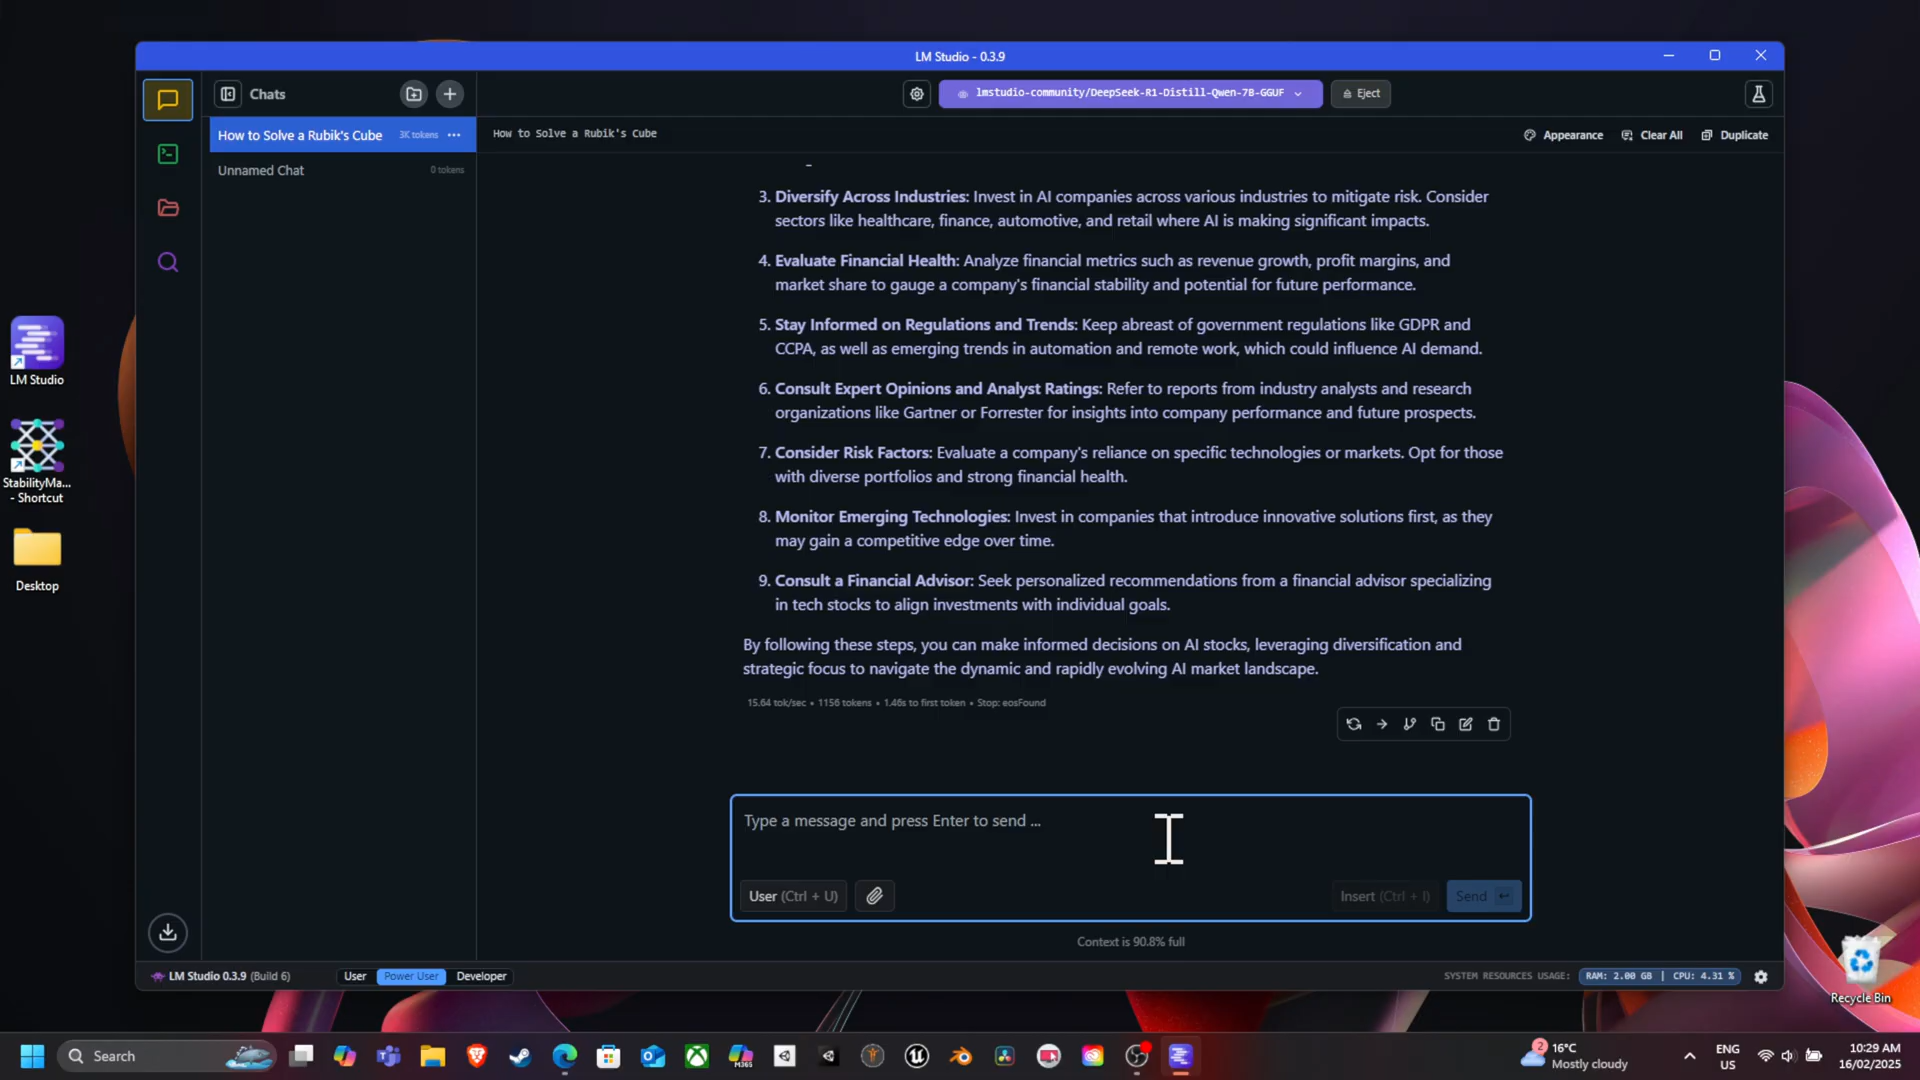 LM Studio - 0.3.9
Chats
lmstudio-community/DeepSeek-R1-Distill-Qwen-7B-GGUF
Eject
How to Solve a Rubik's Cube
3K tokens
How to Solve a Rubik's Cube
Appearance
Clear All
Duplicate
Unnamed Chat
0 tokens
3. Diversify Across Industries: Invest in AI companies across various industries to mitigate risk. Consider
sectors like healthcare, finance, automotive, and retail where AI is making significant impacts.
4. Evaluate Financial Health: Analyze financial metrics such as revenue growth, profit margins, and
market share to gauge a company's financial stability and potential for future performance.
5. Stay Informed on Regulations and Trends: Keep abreast of government regulations like GDPR and
CCPA, as well as emerging trends in automation and remote work, which could influence AI demand.
6. Consult Expert Opinions and Analyst Ratings: Refer to reports from industry analysts and research
organizations like Gartner or Forrester for insights into company performance and future prospects.
7. Consider Risk Factors: Evaluate a company's reliance on specific technologies or markets. Opt for those
with diverse portfolios and strong financial health.
8. Monitor Emerging Technologies: Invest in companies that introduce innovative solutions first, as they
may gain a competitive edge over time.
9. Consult a Financial Advisor: Seek personalized recommendations from a financial advisor specializing
in tech stocks to align investments with individual goals.
By following these steps, you can make informed decisions on AI stocks, leveraging diversification and
strategic focus to navigate the dynamic and rapidly evolving AI market landscape.
15.64 tok/sec • 1156 tokens • 1.46s to first token • Stop: eosFound
Type a message and press Enter to send ...
User (Ctrl + U)
Insert (Ctrl + I)
Send
Context is 90.8% full
LM Studio 0.3.9 (Build 6)
User
Power User
Developer
SYSTEM RESOURCES USAGE:
RAM: 2.00 GB | CPU: 4.31 %
LM Studio
StabilityMa...
- Shortcut
Desktop
Recycle Bin
Search
M365
2
16°C
Mostly cloudy
ENG
US
10:29 AM
16/02/2025